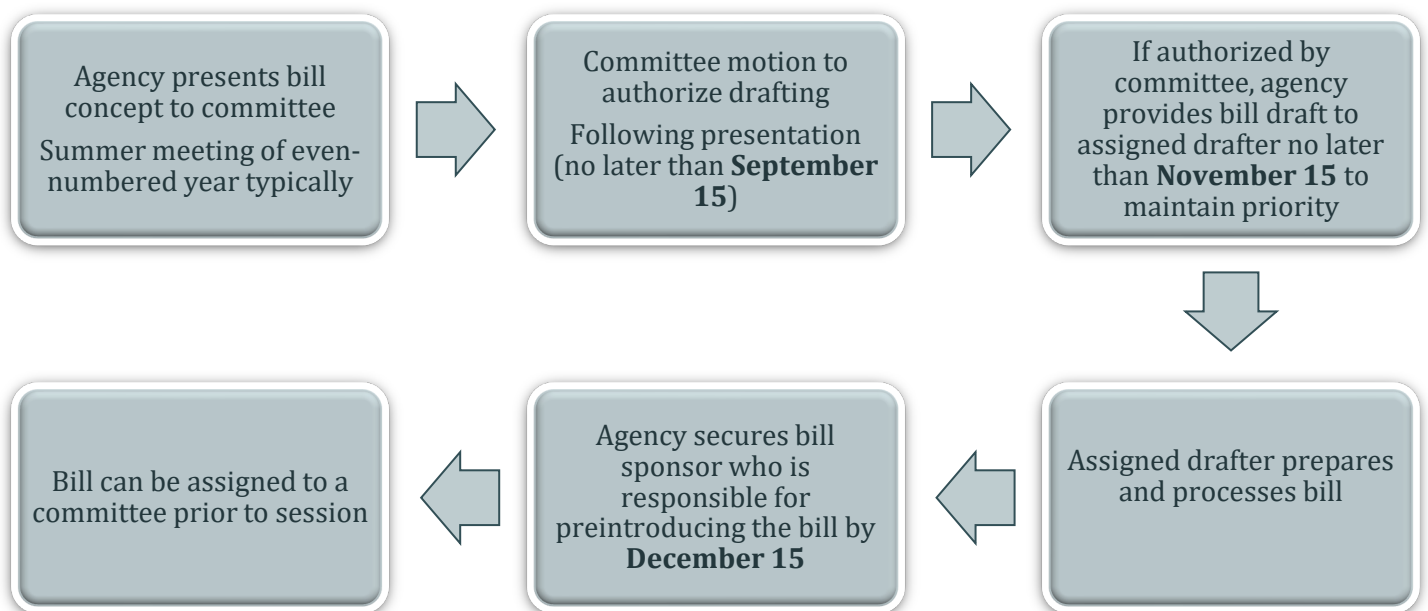 Agency presents bill
concept to committee
Summer meeting of even-
numbered year typically
Committee motion to
authorize drafting
Following presentation
(no later than September
15)
If authorized by
committee, agency
provides bill draft to
assigned drafter no later
than November 15 to
maintain priority
Assigned drafter prepares
and processes bill
Agency secures bill
sponsor who is
responsible for
preintroducing the bill by
December 15
Bill can be assigned to a
committee prior to session